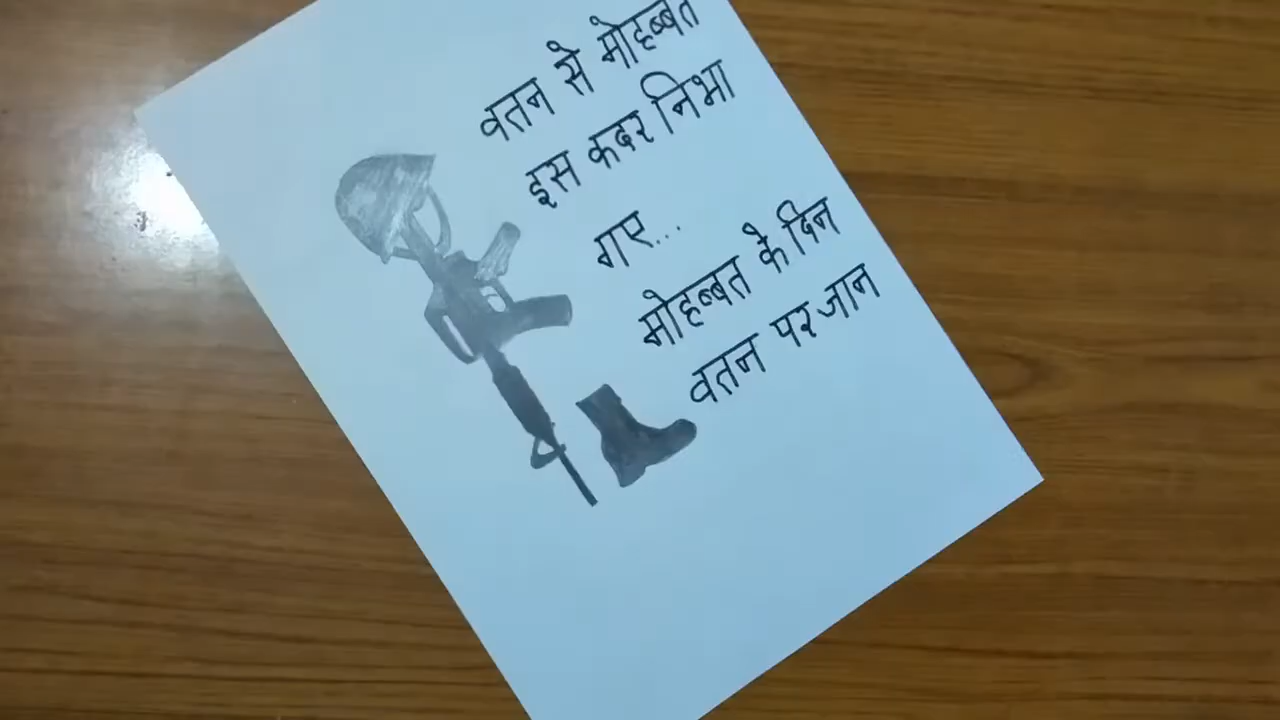 वतन से मोहब्बत
इस कदर निभा
गए...
मोहब्बत के दिन
वतन पर जान